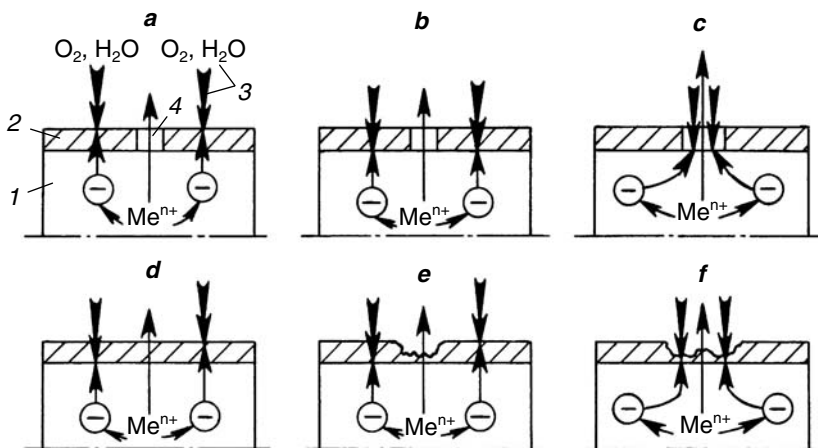 a
O₂, H₂O O₂, H₂O
3
4
2
1
− −
Meⁿ⁺
b
− −
Meⁿ⁺
c
− −
Meⁿ⁺
d
− −
Meⁿ⁺
e
− −
Meⁿ⁺
f
− −
Meⁿ⁺